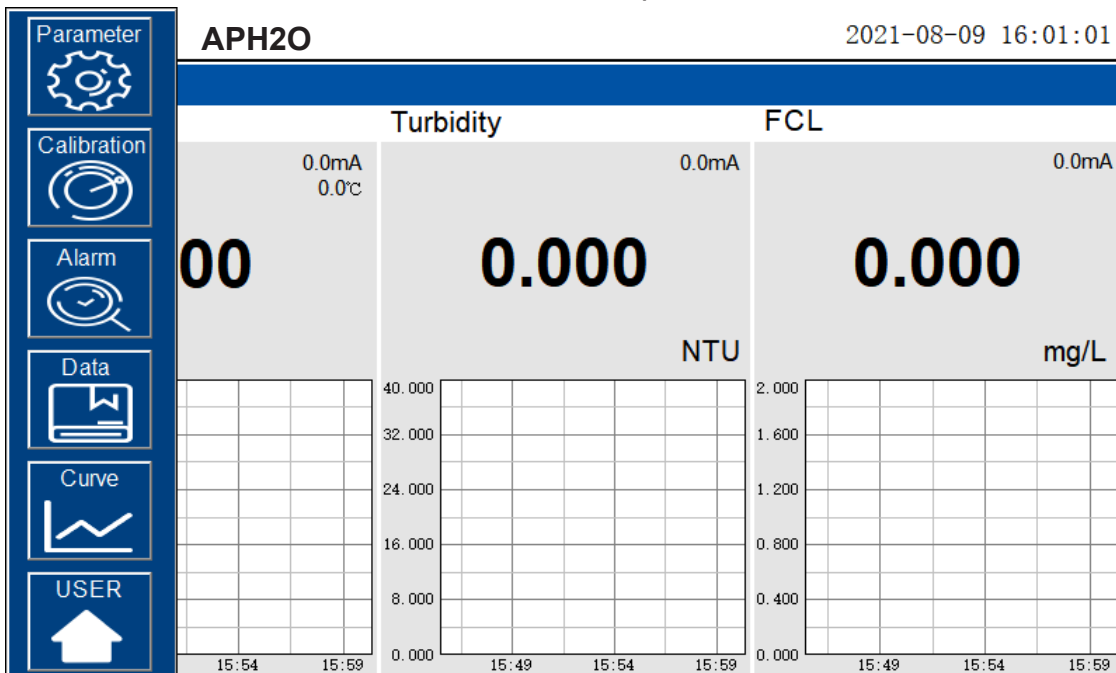 Parameter
APH2O
2021-08-09 16:01:01
Calibration
Alarm
Data
Curve
USER
0.0mA
0.0℃
00
15:54
15:59
Turbidity
0.0mA
0.000
NTU
40.000
32.000
24.000
16.000
8.000
0.000
15:49
15:54
15:59
FCL
0.0mA
0.000
mg/L
2.000
1.600
1.200
0.800
0.400
0.000
15:49
15:54
15:59